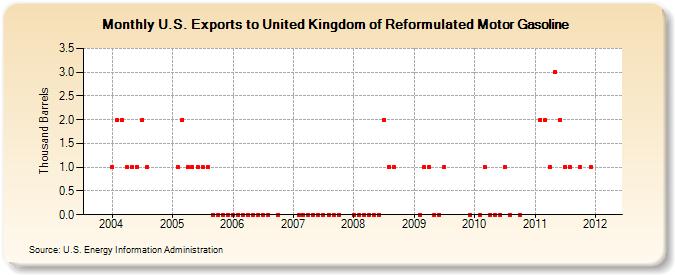 Monthly U.S. Exports to United Kingdom of Reformulated Motor Gasoline
Thousand Barrels
3.5
3.0
2.5
2.0
1.5
1.0
0.5
0.0
2004 2005 2006 2007 2008 2009 2010 2011 2012
Source: U.S. Energy Information Administration